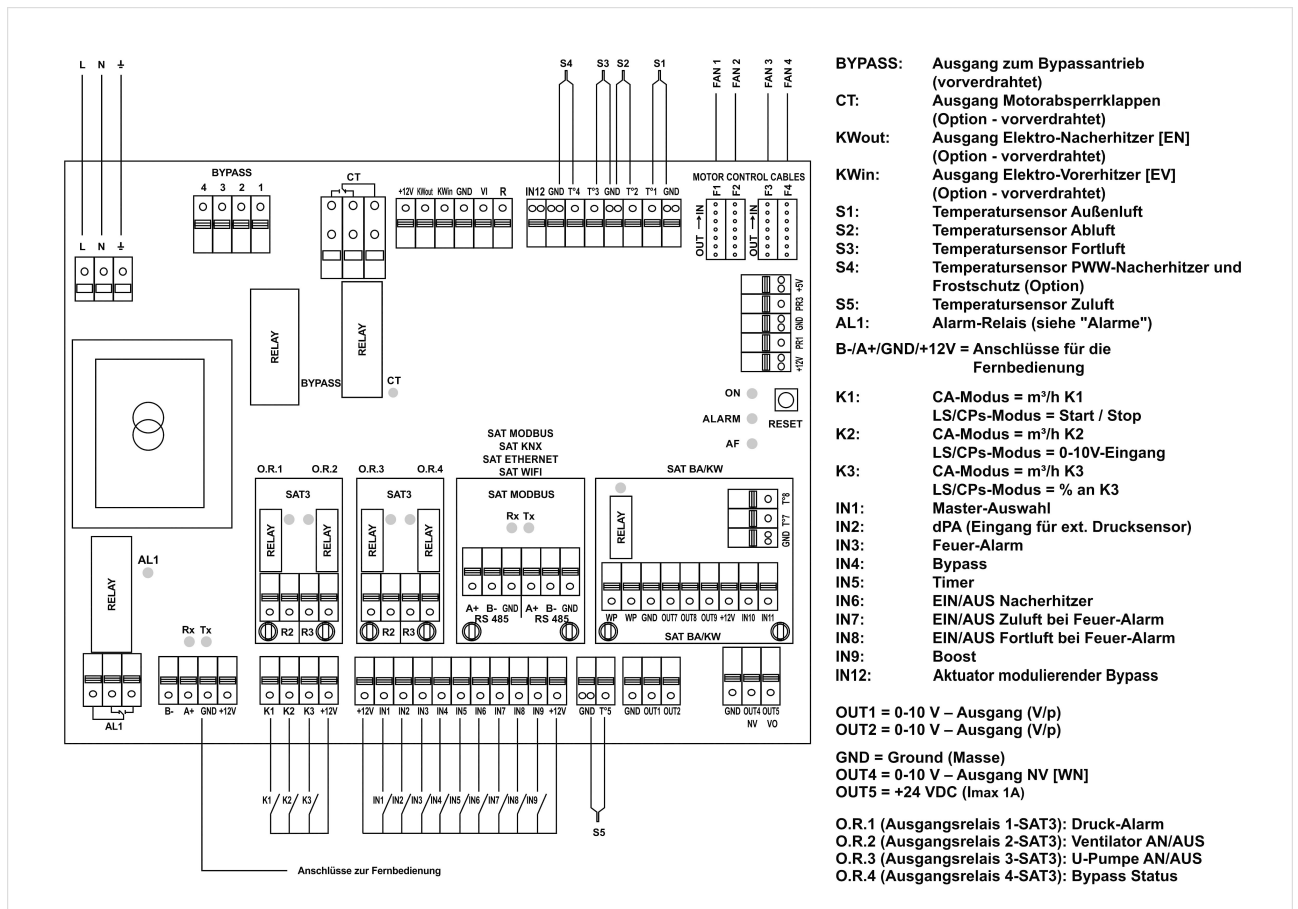 L N ⏚
S4 S3 S2 S1
FAN 1
FAN 2
FAN 3
FAN 4
BYPASS
4 3 2 1
CT
+12V KWout KWin GND VI R
IN12 GND T°4 T°3 GND GND T°2 T°1 GND
MOTOR CONTROL CABLES
F1
F2
F3
F4
OUT → IN
OUT → IN
L N ⏚
+5V
PR3
GND
PR1
+12V
RELAY
BYPASS
RELAY
CT
ON
ALARM
AF
RESET
SAT MODBUS
SAT KNX
SAT ETHERNET
SAT WIFI
O.R.1 O.R.2 O.R.3 O.R.4
SAT BA/KW
SAT3
RELAY
RELAY
R2 R3
SAT3
RELAY
RELAY
R2 R3
SAT MODBUS
Rx Tx
A+ B- GND A+ B- GND
RS 485 RS 485
RELAY
T°8
T°7
GND
WP WP GND OUT7 OUT8 OUT9 +12V IN10 IN11
SAT BA/KW
RELAY
AL1
Rx Tx
AL1
B- A+ GND +12V
K1 K2 K3 +12V
+12V IN1 IN2 IN3 IN4 IN5 IN6 IN7 IN8 IN9 +12V
GND T°5
GND OUT1 OUT2
GND OUT4 OUT5
NV VO
K1 K2 K3
IN1 IN2 IN3 IN4 IN5 IN6 IN7 IN8 IN9
S5
Anschlüsse zur Fernbedienung
BYPASS: Ausgang zum Bypassantrieb
(vorverdrahtet)
CT: Ausgang Motorabsperrklappen
(Option - vorverdrahtet)
KWout: Ausgang Elektro-Nacherhitzer [EN]
(Option - vorverdrahtet)
KWin: Ausgang Elektro-Vorerhitzer [EV]
(Option - vorverdrahtet)
S1: Temperatursensor Außenluft
S2: Temperatursensor Abluft
S3: Temperatursensor Fortluft
S4: Temperatursensor PWW-Nacherhitzer und
Frostschutz (Option)
S5: Temperatursensor Zuluft
AL1: Alarm-Relais (siehe "Alarme")
B-/A+/GND/+12V = Anschlüsse für die
Fernbedienung
K1: CA-Modus = m³/h K1
LS/CPs-Modus = Start / Stop
K2: CA-Modus = m³/h K2
LS/CPs-Modus = 0-10V-Eingang
K3: CA-Modus = m³/h K3
LS/CPs-Modus = % an K3
IN1: Master-Auswahl
IN2: dPA (Eingang für ext. Drucksensor)
IN3: Feuer-Alarm
IN4: Bypass
IN5: Timer
IN6: EIN/AUS Nacherhitzer
IN7: EIN/AUS Zuluft bei Feuer-Alarm
IN8: EIN/AUS Fortluft bei Feuer-Alarm
IN9: Boost
IN12: Aktuator modulierender Bypass
OUT1 = 0-10 V – Ausgang (V/p)
OUT2 = 0-10 V – Ausgang (V/p)
GND = Ground (Masse)
OUT4 = 0-10 V – Ausgang NV [WN]
OUT5 = +24 VDC (Imax 1A)
O.R.1 (Ausgangsrelais 1-SAT3): Druck-Alarm
O.R.2 (Ausgangsrelais 2-SAT3): Ventilator AN/AUS
O.R.3 (Ausgangsrelais 3-SAT3): U-Pumpe AN/AUS
O.R.4 (Ausgangsrelais 4-SAT3): Bypass Status